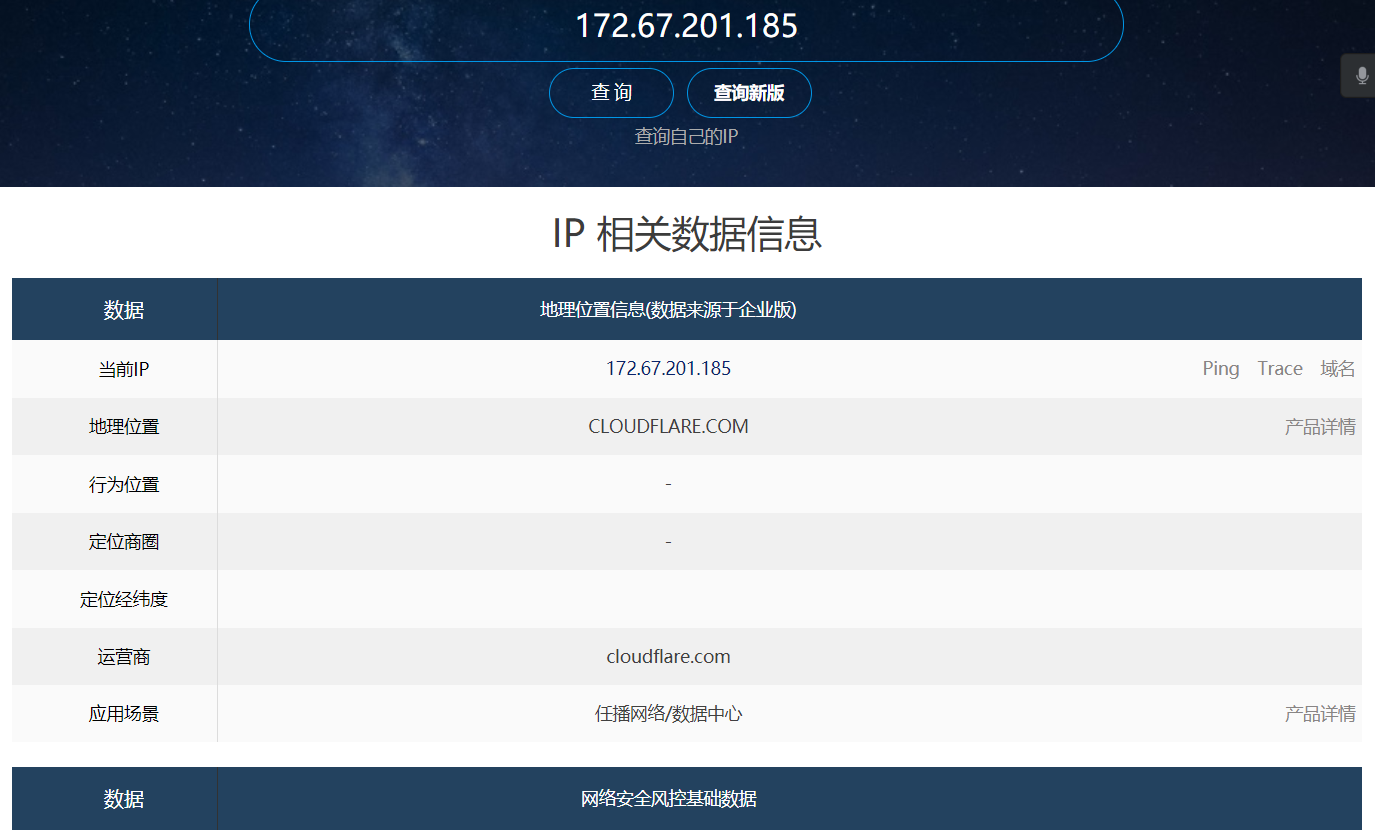 172.67.201.185
查 询
查询新版
查询自己的IP
IP 相关数据信息
数据 地理位置信息(数据来源于企业版)
当前IP 172.67.201.185 Ping Trace 域名
地理位置 CLOUDFLARE.COM 产品详情
行为位置 -
定位商圈 -
定位经纬度
运营商 cloudflare.com
应用场景 任播网络/数据中心 产品详情
数据 网络安全风控基础数据